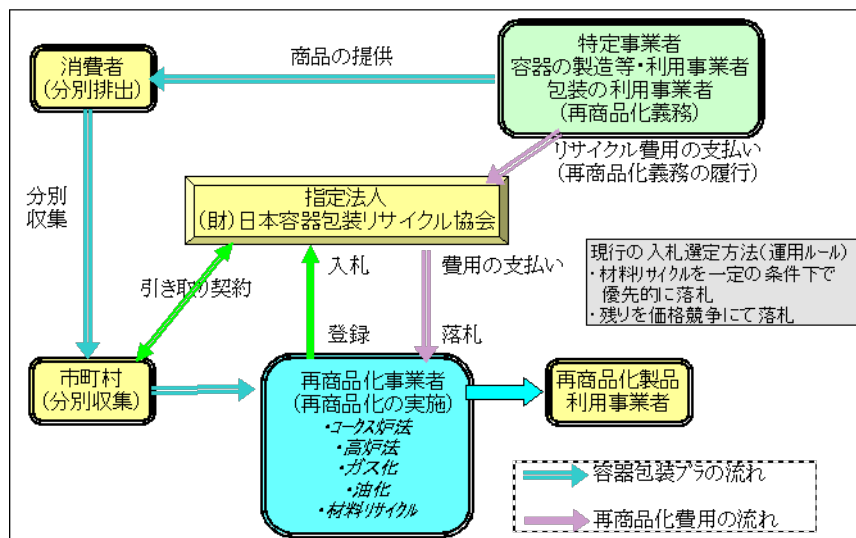 商品の提供
消費者
(分別排出)
特定事業者
容器の製造等・利用事業者
包装の利用事業者
(再商品化義務)
リサイクル費用の支払い
(再商品化義務の履行)
分別
収集
指定法人
(財)日本容器包装リサイクル協会
現行の入札選定方法(運用ルール)
・材料リサイクルを一定の条件下で
優先的に落札
・残りを価格競争にて落札
引き取り契約
入札
費用の支払い
登録
落札
市町村
(分別収集)
再商品化事業者
(再商品化の実施)
・コークス炉法
・高炉法
・ガス化
・油化
・材料リサイクル
再商品化製品
利用事業者
容器包装プラの流れ
再商品化費用の流れ